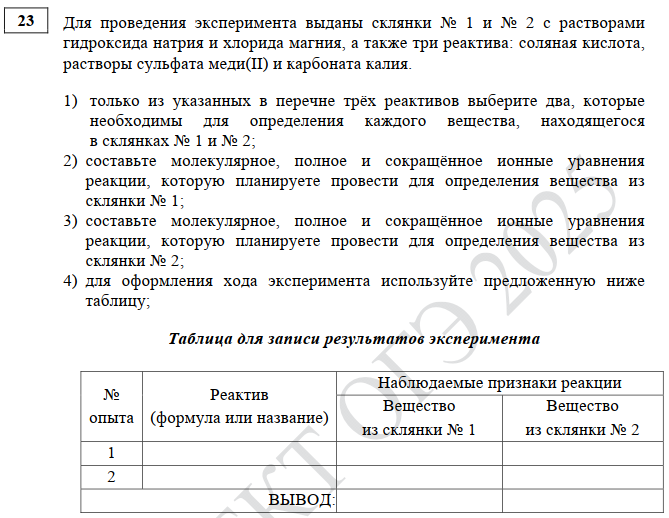 23
Для проведения эксперимента выданы склянки № 1 и № 2 с растворами
гидроксида натрия и хлорида магния, а также три реактива: соляная кислота,
растворы сульфата меди(II) и карбоната калия.
1) только из указанных в перечне трёх реактивов выберите два, которые
необходимы для определения каждого вещества, находящегося
в склянках № 1 и № 2;
2) составьте молекулярное, полное и сокращённое ионные уравнения
реакции, которую планируете провести для определения вещества из
склянки № 1;
3) составьте молекулярное, полное и сокращённое ионные уравнения
реакции, которую планируете провести для определения вещества из
склянки № 2;
4) для оформления хода эксперимента используйте предложенную ниже
таблицу;
Таблица для записи результатов эксперимента
№
опыта
Реактив
(формула или название)
Наблюдаемые признаки реакции
Вещество
из склянки № 1
Вещество
из склянки № 2
1
2
ВЫВОД:
ЕКТ ОГЭ 2025